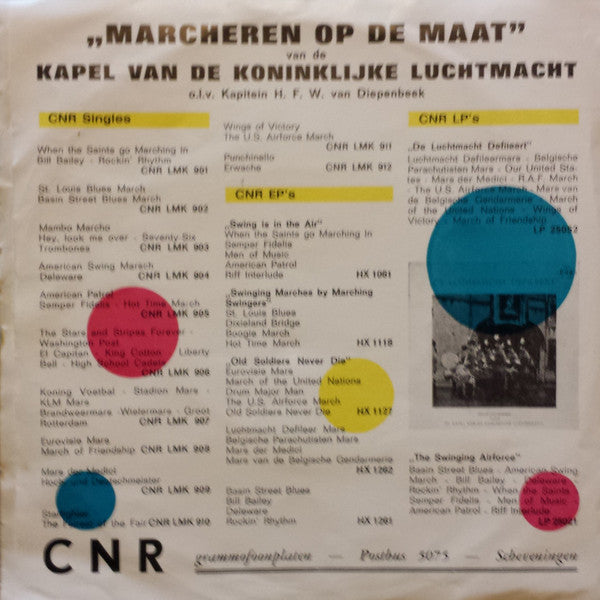 „MARCHEREN OP DE MAAT”
van de
KAPEL VAN DE KONINKLIJKE LUCHTMACHT
o.l.v. Kapitein H. F. W. van Diepenbeek
CNR Singles
When the Saints go Marching In
Bill Bailey - Rockin' Rhythm
CNR LMK 901
St. Louis Blues March
Basin Street Blues March
CNR LMK 902
Mambo Marcho
Hey, look me over - Seventy Six
Trombones CNR LMK 903
American Swing March
Deleware CNR LMK 904
American Patrol
Semper Fidelis - Hot Time March
CNR LMK 905
The Stars and Stripes Forever -
Washington Post
El Capitan - King Cotton - Liberty
Bell - High School Cadets
CNR LMK 906
Koning Voetbal - Stadion Mars -
KLM Mars
Brandweermars - Wielermars - Groot
Rotterdam CNR LMK 907
Eurovisie Mars
March of Friendship CNR LMK 908
Mars der Medici
Hoch und Deutschmeister
CNR LMK 909
Starfighter
The Fairest of the Fair CNR LMK 910
Wings of Victory
The U.S. Airforce March
CNR LMK 911
Punchinello
Erwache CNR LMK 912
CNR EP's
„Swing is in the Air”
When the Saints go Marching In
Semper Fidelis
Men of Music
American Patrol
Riff Interlude HX 1061
„Swinging Marches by Marching
Swingers”
St. Louis Blues
Dixieland Bridge
Boogie March
Hot Time March HX 1118
„Old Soldiers Never Die”
Eurovisie Mars
March of the United Nations
Drum Major Man
The U.S. Airforce March
Old Soldiers Never Die HX 1127
Luchtmacht Defileer Mars
Belgische Parachutisten Mars
Mars der Medici
Mars van de Belgische Gendarmerie
HX 1262
Basin Street Blues
Bill Bailey
Deleware
Rockin' Rhythm HX 1263
CNR LP's
„De Luchtmacht Defileert”
Luchtmacht Defileermars - Belgische
Parachutisten Mars - Our United Sta-
tes - Mars der Medici - R.A.F. March
- The U.S. Airforce March - Mars van
de Belgische Gendarmerie - March
of the United Nations - Wings of
Victory - March of Friendship
LP 25052
„The Swinging Airforce”
Basin Street Blues - American Swing
March - Bill Bailey - Deleware
Rockin' Rhythm - When the Saints
Semper Fidelis - Men of Music
American Patrol - Riff Interlude
LP 25021
CNR grammofoonplaten — Postbus 5075 — Scheveningen